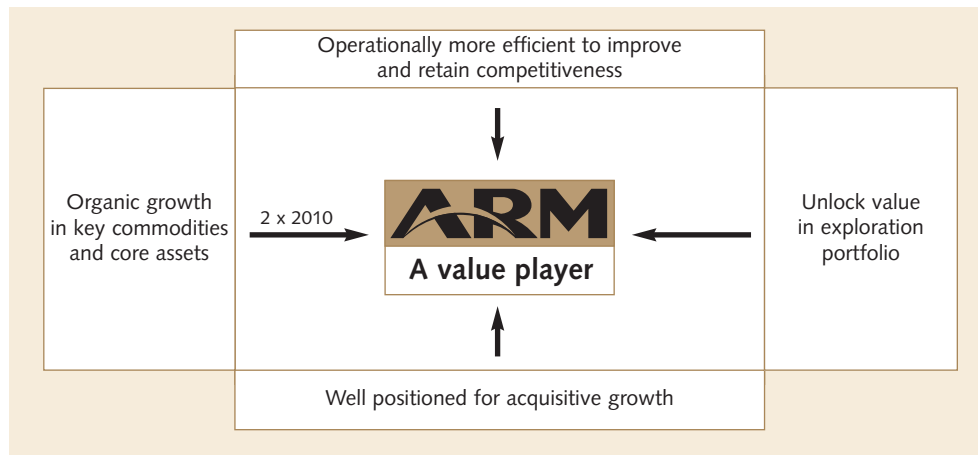 Operationally more efficient to improve
and retain competitiveness
Organic growth
in key commodities
and core assets
2 x 2010
ARM
A value player
Unlock value
in exploration
portfolio
Well positioned for acquisitive growth